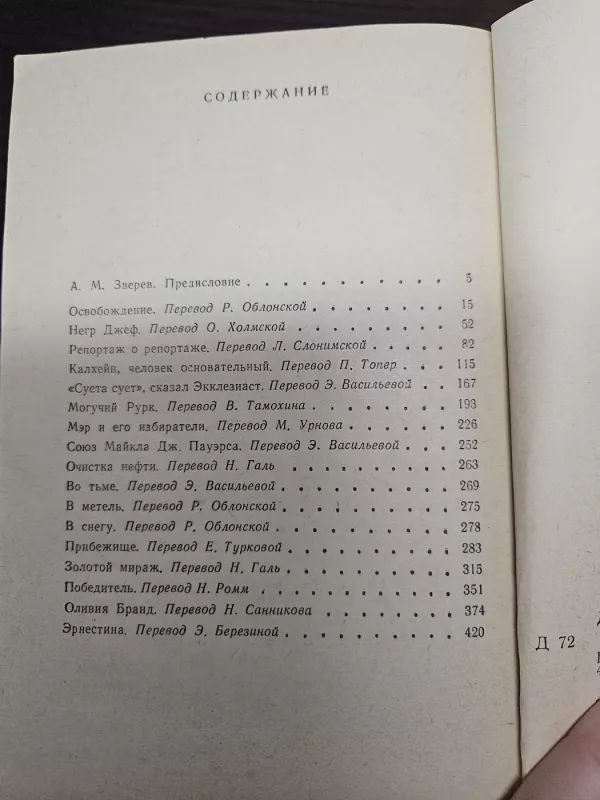 СОДЕРЖАНИЕ
А. М. Зверев. Предисловие . . . . . . . . . . . 5
Освобождение. Перевод Р. Облонской . . . . . . . 15
Негр Джеф. Перевод О. Холмской . . . . . . . . 52
Репортаж о репортаже. Перевод Л. Слонимской . . . . 82
Калхейн, человек основательный. Перевод П. Топер . . . 115
«Суета сует», сказал Экклезиаст. Перевод Э. Васильевой . . 167
Могучий Рурк. Перевод В. Тамохина . . . . . . . 193
Мэр и его избиратели. Перевод М. Урнова . . . . . . 226
Союз Майкла Дж. Пауэрса. Перевод Э. Васильевой . . . 252
Очистка нефти. Перевод Н. Галь . . . . . . . . 263
Во тьме. Перевод Э. Васильевой . . . . . . . . 269
В метель. Перевод Р. Облонской . . . . . . . . 275
В снегу. Перевод Р. Облонской . . . . . . . . 278
Прибежище. Перевод Е. Турковой . . . . . . . . 283
Золотой мираж. Перевод Н. Галь . . . . . . . . 315
Победитель. Перевод Н. Ромм . . . . . . . . . 351
Оливия Бранд. Перевод Н. Санникова . . . . . . . 374
Эрнестина. Перевод Э. Березиной . . . . . . . . 420
Д 72